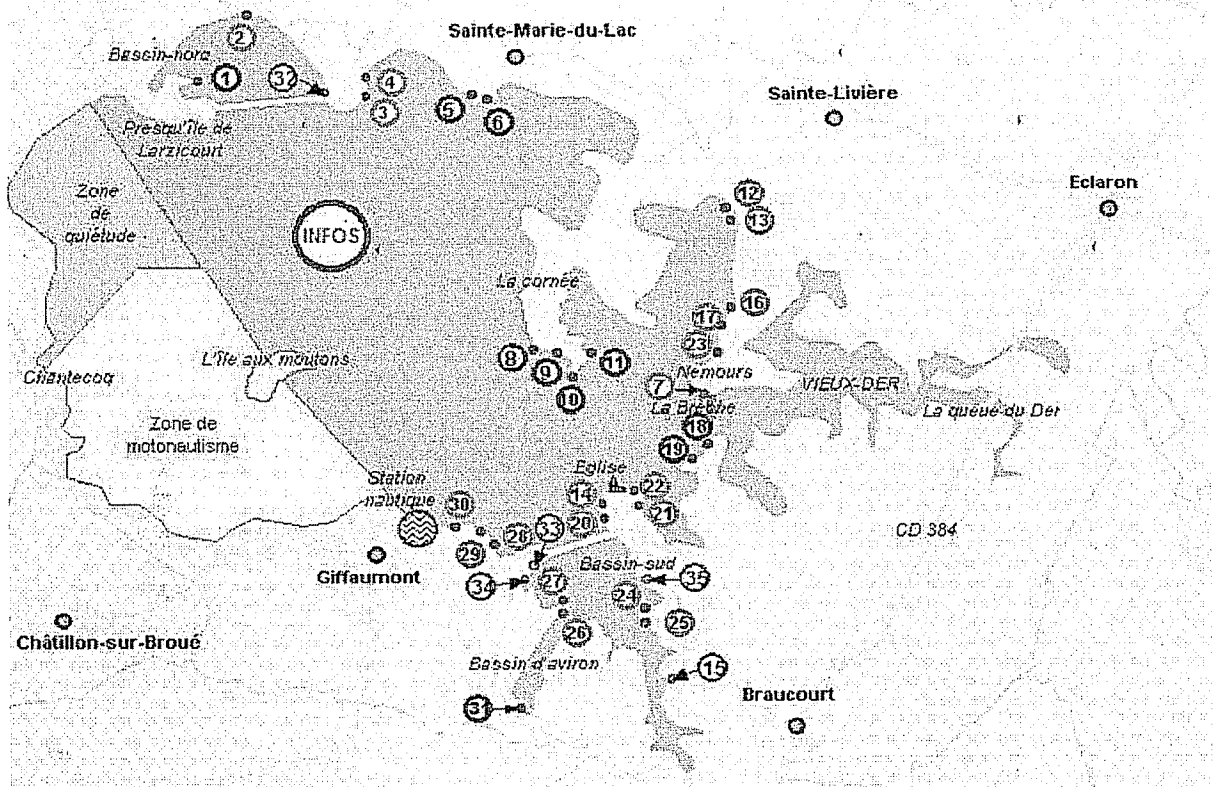 2
Sainte-Marie-du-Lac
Bassin-nord
1
32
4
3
5
6
Sainte-Livière
Presqu'île de
Larzicourt
Eclaron
Zone
de
quiétude
INFOS
12
13
La cornée
16
17
23
8
9
10
11
L'île aux moutons
Chantecoq
7
Nemours
VIEUX-DER
La Brèche
La queue du Der
18
19
Zone de
motonautisme
Station
nautique
30
Eglise
14
22
20
21
CD 384
29
28
33
Giffaumont
Bassin-sud
34
27
24
35
26
25
Châtillon-sur-Broué
Bassin d'aviron
15
31
Braucourt